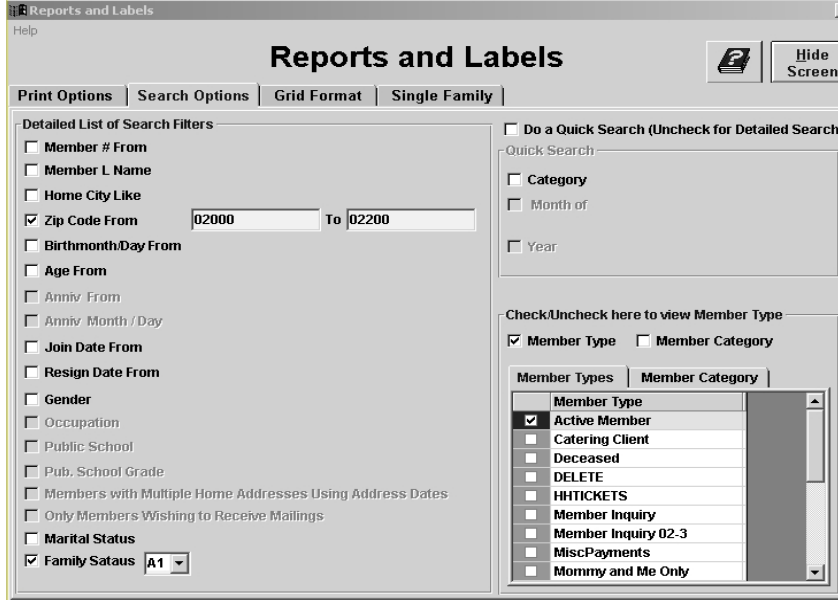 Reports and Labels
Help
Reports and Labels
Hide
Screen
Print Options
Search Options
Grid Format
Single Family
Detailed List of Search Filters
Member # From
Member L Name
Home City Like
Zip Code From 02000 To 02200
Birthmonth/Day From
Age From
Anniv From
Anniv Month / Day
Join Date From
Resign Date From
Gender
Occupation
Public School
Pub. School Grade
Members with Multiple Home Addresses Using Address Dates
Only Members Wishing to Receive Mailings
Marital Status
Family Sataus A1
Do a Quick Search (Uncheck for Detailed Search
Quick Search
Category
Month of
Year
Check/Uncheck here to view Member Type
Member Type Member Category
Member Types Member Category
Member Type
Active Member
Catering Client
Deceased
DELETE
HHTICKETS
Member Inquiry
Member Inquiry 02-3
MiscPayments
Mommy and Me Only